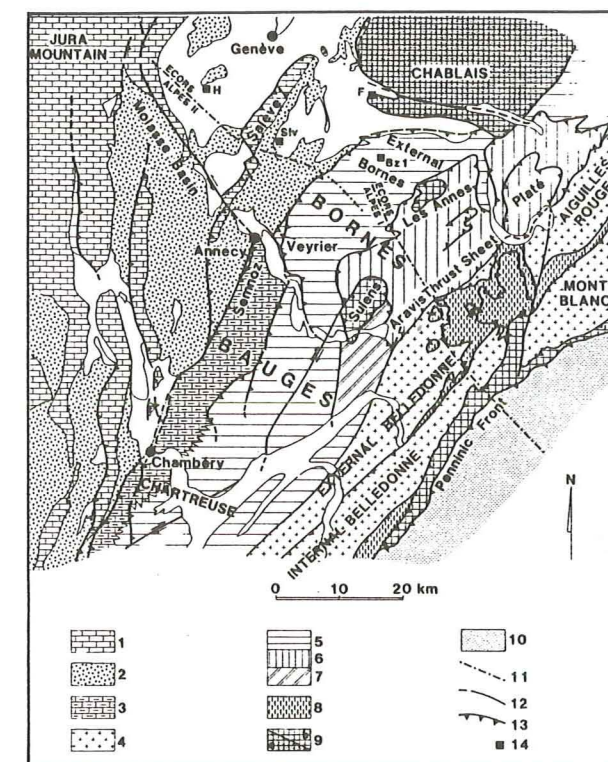 JURA
MOUNTAIN
Genève
CHABLAIS
ECORS
ALPES II
H
F
Molasse Basin
Salève
Slv
External
Bornes
Bz 1
ECORS
ALPES I
Les Annes
Platé
AIGUILLES
ROUGES
BORNES
Annecy
Veyrier
Semnoz
Sulens
Aravis Thrust Sheet
MONT
BLANC
BAUGES
EXTERNAL BELLEDONNE
Penninic Front
Chambéry
CHARTREUSE
INTERNAL BELLEDONNE
N
0 10 20 km
1
2
3
4
5
6
7
8
9
10
11
12
13
14